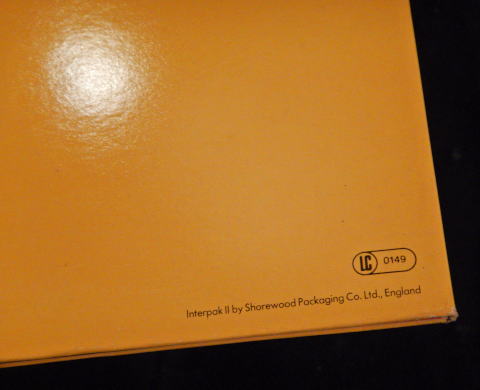 LC 0149
Interpak II by Shorewood Packaging Co. Ltd., England